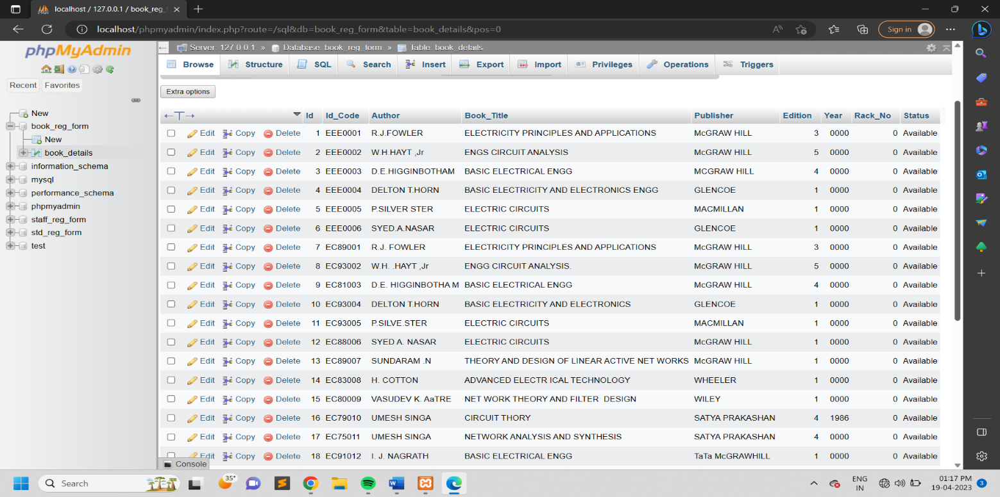 localhost / 127.0.0.1 / book_reg_
localhost/phpmyadmin/index.php?route=/sql&db=book_reg_form&table=book_details&pos=0
Sign in
phpMyAdmin
Recent Favorites
New
book_reg_form
New
book_details
information_schema
mysql
performance_schema
phpmyadmin
staff_reg_form
std_reg_form
test
Server: 127.0.0.1 » Database: book_reg_form » Table: book_details
Browse Structure SQL Search Insert Export Import Privileges Operations Triggers
Extra options
Id Id_Code Author Book_Title Publisher Edition Year Rack_No Status
Edit Copy Delete 1 EEE0001 R.J.FOWLER ELECTRICITY PRINCIPLES AND APPLICATIONS McGRAW HILL 3 0000 0 Available
Edit Copy Delete 2 EEE0002 W.H.HAYT ,Jr ENGS CIRCUIT ANALYSIS McGRAW HILL 5 0000 0 Available
Edit Copy Delete 3 EEE0003 D.E.HIGGINBOTHAM BASIC ELECTRICAL ENGG MCGRAW HILL 4 0000 0 Available
Edit Copy Delete 4 EEE0004 DELTON T.HORN BASIC ELECTRICITY AND ELECTRONICS ENGG GLENCOE 1 0000 0 Available
Edit Copy Delete 5 EEE0005 P.SILVER STER ELECTRIC CIRCUITS MACMILLAN 1 0000 0 Available
Edit Copy Delete 6 EEE0006 SYED.A.NASAR ELECTRIC CIRCUITS GLENCOE 1 0000 0 Available
Edit Copy Delete 7 EC89001 R.J. FOWLER ELECTRICITY PRINCIPLES AND APPLICATIONS McGRAW HILL 3 0000 0 Available
Edit Copy Delete 8 EC93002 W.H. .HAYT ,Jr ENGG CIRCUIT ANALYSIS. McGRAW HILL 5 0000 0 Available
Edit Copy Delete 9 EC81003 D.E. HIGGINBOTHA M BASIC ELECTRICAL ENGG McGRAW HILL 4 0000 0 Available
Edit Copy Delete 10 EC93004 DELTON T.HORN BASIC ELECTRICITY AND ELECTRONICS GLENCOE 1 0000 0 Available
Edit Copy Delete 11 EC93005 P.SILVE.STER ELECTRIC CIRCUITS MACMILLAN 1 0000 0 Available
Edit Copy Delete 12 EC88006 SYED A. NASAR ELECTRIC CIRCUITS McGRAW HILL 1 0000 0 Available
Edit Copy Delete 13 EC89007 SUNDARAM .N THEORY AND DESIGN OF LINEAR ACTIVE NET WORKS McGRAW HILL 1 0000 0 Available
Edit Copy Delete 14 EC83008 H. COTTON ADVANCED ELECTR ICAL TECHNOLOGY WHEELER 1 0000 0 Available
Edit Copy Delete 15 EC80009 VASUDEV K. AaTRE NET WORK THEORY AND FILTER DESIGN WILEY 1 0000 0 Available
Edit Copy Delete 16 EC79010 UMESH SINGA CIRCUIT THORY SATYA PRAKASHAN 4 1986 0 Available
Edit Copy Delete 17 EC75011 UMESH SINGA NETWORK ANALYSIS AND SYNTHESIS SATYA PRAKASHAN 4 0000 0 Available
Edit Copy Delete 18 EC91012 I. J. NAGRATH BASIC ELECTRICAL ENGG TaTa McGRAWHILL 1 0000 0 Available
Console
Search
35°
ENG
IN
01:17 PM
19-04-2023
3